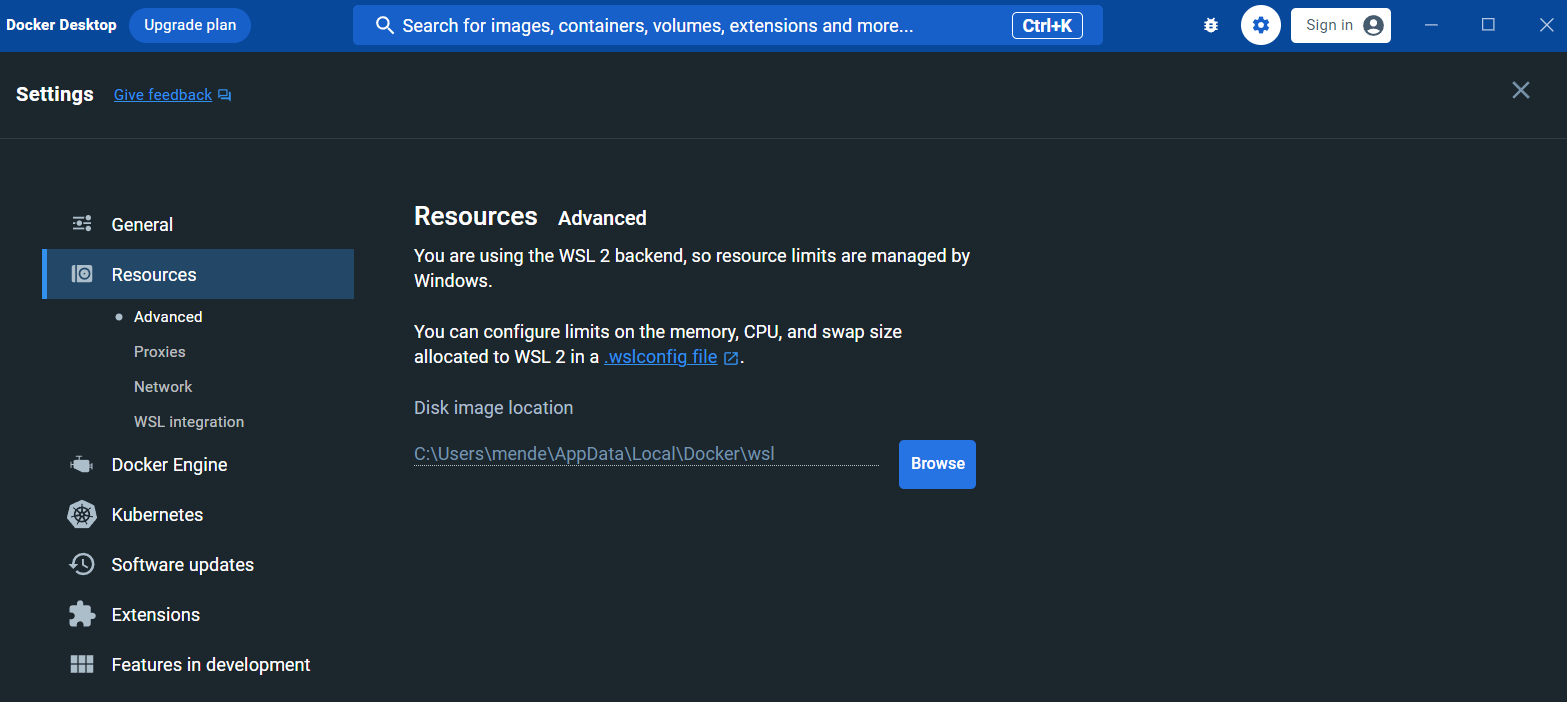 Docker Desktop Upgrade plan Search for images, containers, volumes, extensions and more... Ctrl+K Sign in
Settings Give feedback
General
Resources
Advanced
Proxies
Network
WSL integration
Docker Engine
Kubernetes
Software updates
Extensions
Features in development
Resources Advanced
You are using the WSL 2 backend, so resource limits are managed by
Windows.
You can configure limits on the memory, CPU, and swap size
allocated to WSL 2 in a .wslconfig file .
Disk image location
C:\Users\mende\AppData\Local\Docker\wsl
Browse